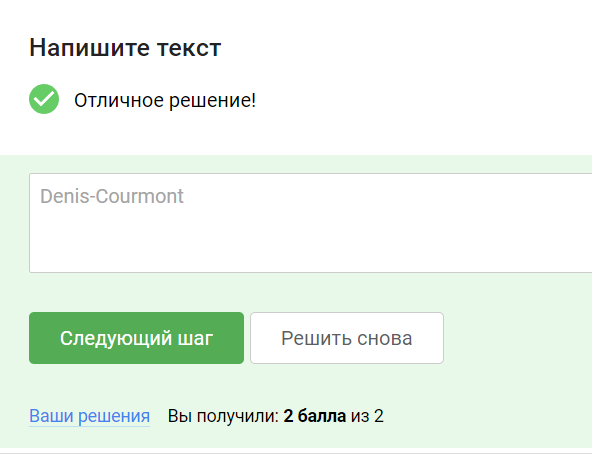 Напишите текст
Отличное решение!
Denis-Courmont
Следующий шаг Решить снова
Ваши решения Вы получили: 2 балла из 2